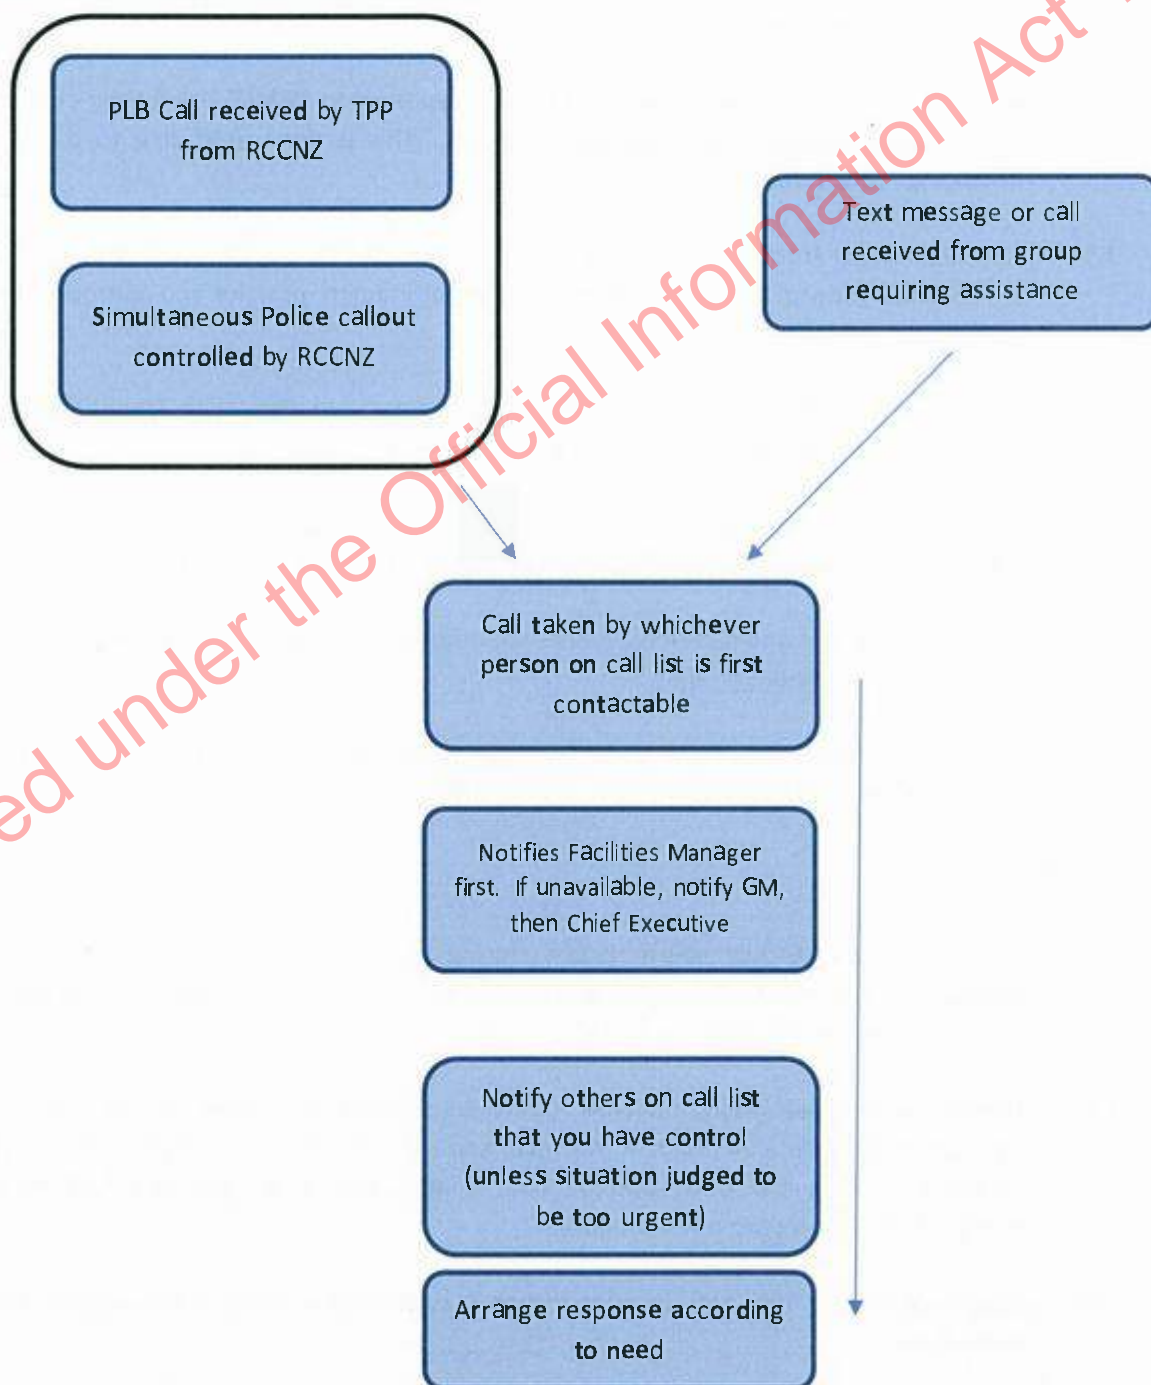 PLB Call received by TPP
from RCCNZ
Simultaneous Police callout
controlled by RCCNZ
Text message or call
received from group
requiring assistance
Call taken by whichever
person on call list is first
contactable
Notifies Facilities Manager
first. If unavailable, notify GM,
then Chief Executive
Notify others on call list
that you have control
(unless situation judged to
be too urgent)
Arrange response according
to need
under the Official Information Act